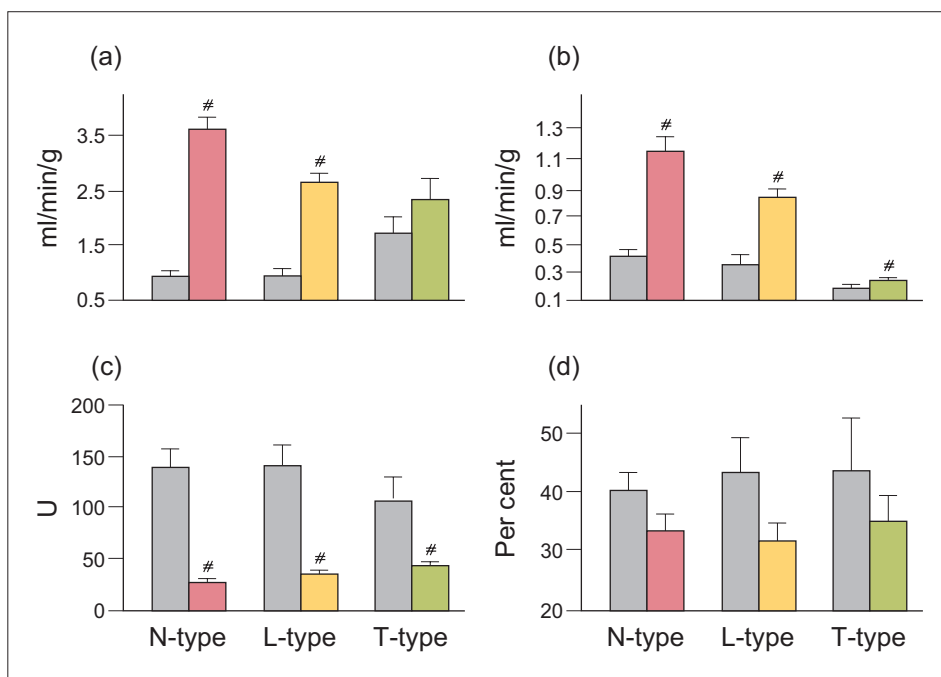 (a)
ml/min/g
3.5
2.5
1.5
0.5
#
#
(b)
ml/min/g
1.3
1.1
0.9
0.7
0.5
0.3
0.1
#
#
#
(c)
U
200
150
100
50
0
#
#
#
N-type L-type T-type
(d)
Per cent
50
40
30
20
N-type L-type T-type